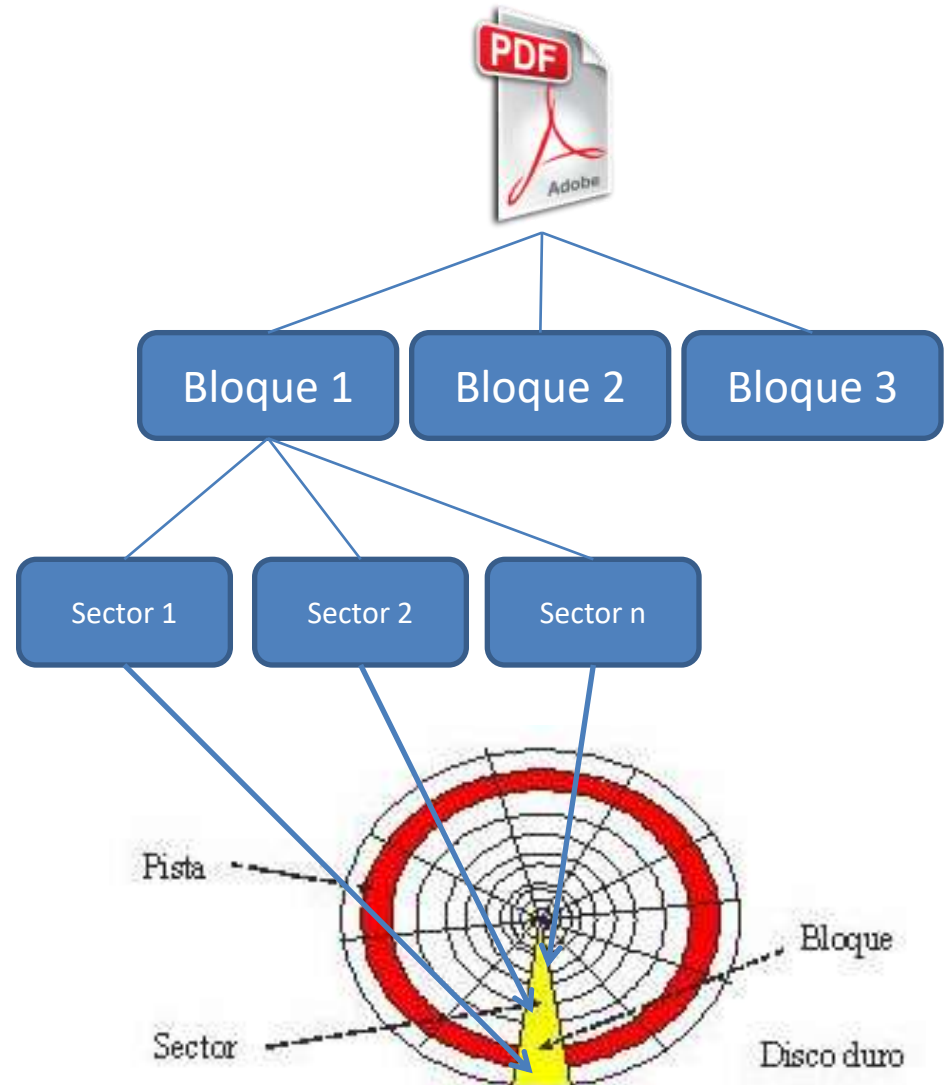 PDF
Adobe
Bloque 1
Bloque 2
Bloque 3
Sector 1
Sector 2
Sector n
Pista
Bloque
Sector
Disco duro